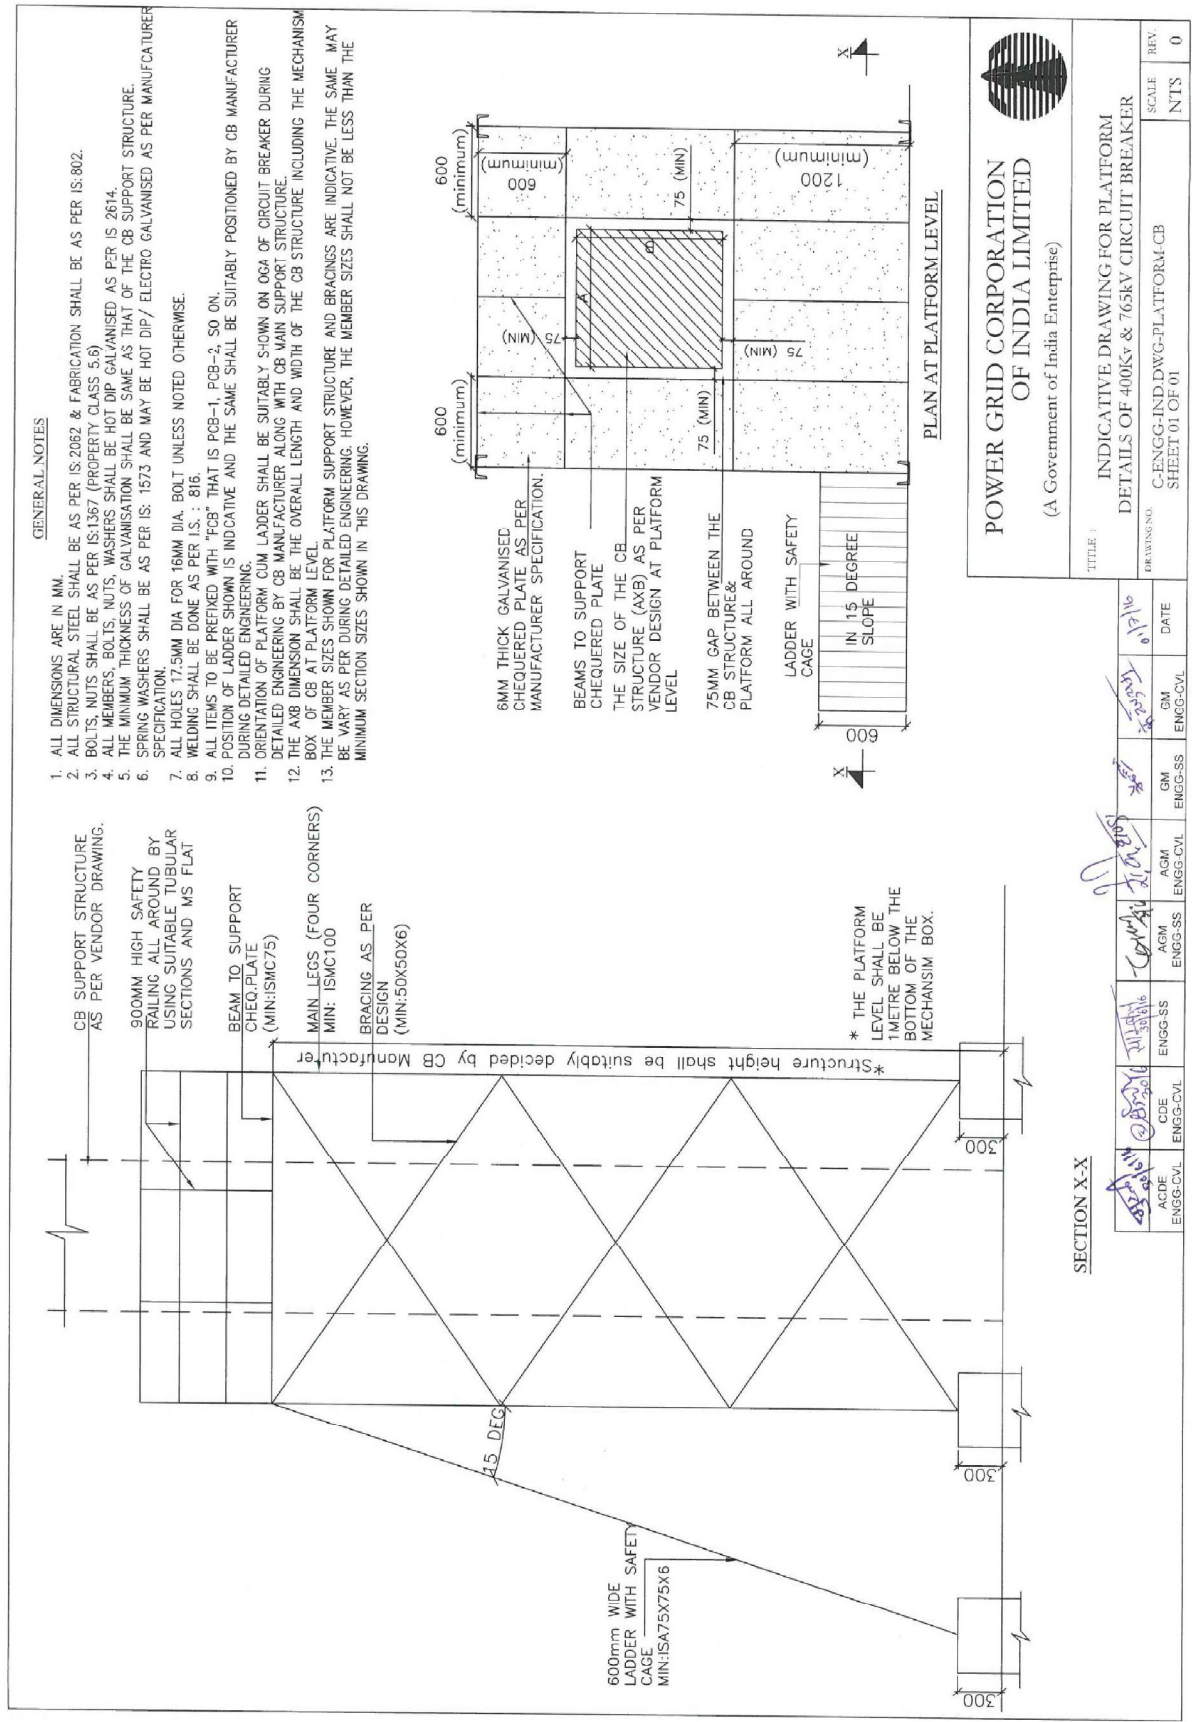 GENERAL NOTES
1. ALL DIMENSIONS ARE IN MM.
2. ALL STRUCTURAL STEEL SHALL BE AS PER IS:2062 & FABRICATION SHALL BE AS PER IS:802.
3. BOLTS, NUTS SHALL BE AS PER IS:1367 (PROPERTY CLASS 5.6)
4. ALL MEMBERS, BOLTS, NUTS, WASHERS SHALL BE HOT DIP GALVANISED AS PER IS 2614.
5. THE MINIMUM THICKNESS OF GALVANISATION SHALL BE SAME AS THAT OF THE CB SUPPORT STRUCTURE.
6. SPRING WASHERS SHALL BE AS PER IS: 1573 AND MAY BE HOT DIP/ ELECTRO GALVANISED AS PER MANUFCATURER
SPECIFICATION.
7. ALL HOLES 17.5MM DIA FOR 16MM DIA. BOLT UNLESS NOTED OTHERWISE.
8. WELDING SHALL BE DONE AS PER I.S. : 816.
9. ALL ITEMS TO BE PREFIXED WITH "FCB" THAT IS PCB-1, PCB-2, SO ON.
10. POSITION OF LADDER SHOWN IS INDICATIVE AND THE SAME SHALL BE SUITABLY POSITIONED BY CB MANUFACTURER
DURING DETAILED ENGINEERING.
11. ORIENTATION OF PLATFORM CUM LADDER SHALL BE SUITABLY SHOWN ON OGA OF CIRCUIT BREAKER DURING
DETAILED ENGINEERING BY CB MANUFACTURER ALONG WITH CB MAIN SUPPORT STRUCTURE.
12. THE AXB DIMENSION SHALL BE THE OVERALL LENGTH AND WIDTH OF THE CB STRUCTURE INCLUDING THE MECHANISM
BOX OF CB AT PLATFORM LEVEL.
13. THE MEMBER SIZES SHOWN FOR PLATFORM SUPPORT STRUCTURE AND BRACINGS ARE INDICATIVE. THE SAME MAY
BE VARY AS PER DURING DETAILED ENGINEERING. HOWEVER, THE MEMBER SIZES SHALL NOT BE LESS THAN THE
MINIMUM SECTION SIZES SHOWN IN THIS DRAWING.
CB SUPPORT STRUCTURE
AS PER VENDOR DRAWING.
900MM HIGH SAFETY
RAILING ALL AROUND BY
USING SUITABLE TUBULAR
SECTIONS AND MS FLAT
BEAM TO SUPPORT
CHEQ.PLATE
(MIN:ISMC75)
MAIN LEGS (FOUR CORNERS)
MIN: ISMC100
BRACING AS PER
DESIGN
(MIN:50X50X6)
*Structure height shall be suitably decided by CB Manufacturer
* THE PLATFORM
LEVEL SHALL BE
1METRE BELOW THE
BOTTOM OF THE
MECHANSIM BOX.
15 DEG
600mm WIDE
LADDER WITH SAFETY
CAGE
MIN:ISA75X75X6
300
300
300
SECTION X-X
600
(minimum)
600
(minimum)
600
(minimum)
1200
(minimum)
75 (MIN)
75 (MIN)
75 (MIN)
75 (MIN)
A
B
X
X
600
6MM THICK GALVANISED
CHEQUERED PLATE AS PER
MANUFACTURER SPECIFICATION.
BEAMS TO SUPPORT
CHEQUERED PLATE
THE SIZE OF THE CB
STRUCTURE (AXB) AS PER
VENDOR DESIGN AT PLATFORM
LEVEL
75MM GAP BETWEEN THE
CB STRUCTURE&
PLATFORM ALL AROUND
LADDER WITH SAFETY
CAGE
IN 15 DEGREE
SLOPE
PLAN AT PLATFORM LEVEL
POWER GRID CORPORATION
OF INDIA LIMITED
(A Government of India Enterprise)
TITLE :
INDICATIVE DRAWING FOR PLATFORM
DETAILS OF 400Kv & 765kV CIRCUIT BREAKER
DRAWING NO.
C-ENGG-IND.DWG-PLATFORM-CB
SHEET 01 OF 01
SCALE
NTS
REV.
0
30/6/16
01/7/16
ACDE
ENGG-CVL
CDE
ENGG-CVL
ENGG-SS
AGM
ENGG-SS
AGM
ENGG-CVL
GM
ENGG-SS
GM
ENGG-CVL
DATE